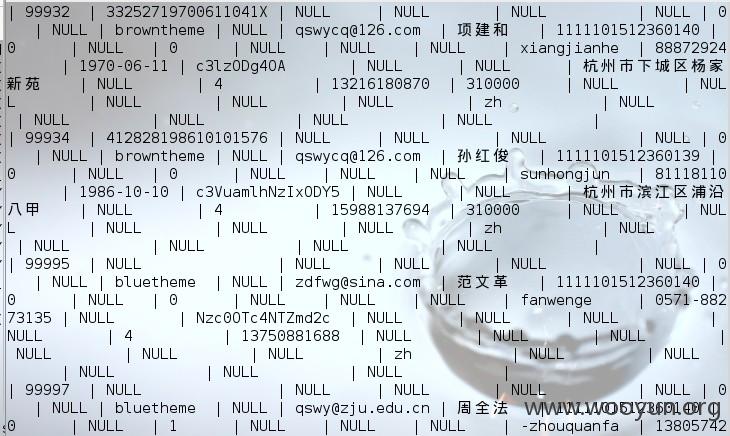 | 99932 | 33252719700611041X | NULL | NULL | NULL | NULL | 0
| NULL | browntheme | NULL | qswycq@126.com | 项建和 | 1111101512360140 |
0 | NULL | 0 | NULL | NULL | xiangjianhe | 88872924
| 1970-06-11 | c3lzODg4OA | NULL | NULL | 杭州市下城区杨家
新苑 | NULL | 4 | 13216180870 | 310000 | NULL | NUL
L | NULL | NULL | NULL | zh | NULL | NULL
| NULL | NULL | NULL | NULL |
| 99934 | 412828198610101576 | NULL | NULL | NULL | NULL | 0
| NULL | browntheme | NULL | qswycq@126.com | 孙红俊 | 1111101512360139 |
0 | NULL | 0 | NULL | NULL | sunhongjun | 81118110
| 1986-10-10 | c3VuamlhNzIxODY5 | NULL | NULL | 杭州市滨江区浦沿
八甲 | NULL | 4 | 15988137694 | 310000 | NULL | NUL
L | NULL | NULL | NULL | zh | NULL | NULL
| NULL | NULL | NULL | NULL |
| 99995 | NULL | NULL | NULL | NULL | NULL | 0
| NULL | bluetheme | NULL | zdfwg@sina.com | 范文革 | 1111101512360140 |
0 | NULL | 0 | NULL | NULL | fanwenge | 0571-882
73135 | NULL | Nzc0OTc4NTZmd2c | NULL | NULL | NULL |
NULL | 4 | 13750881688 | NULL | NULL | NULL
NULL | NULL | NULL | zh | NULL | NULL
| NULL | NULL | NULL |
| 99997 | NULL | NULL | NULL | NULL | NULL | 0
| NULL | bluetheme | NULL | qswy@zju.edu.cn | 周全法 |
0 | NULL | 1 | NULL | NULL | -zhouquanfa | 13805742
www.wooyun.org